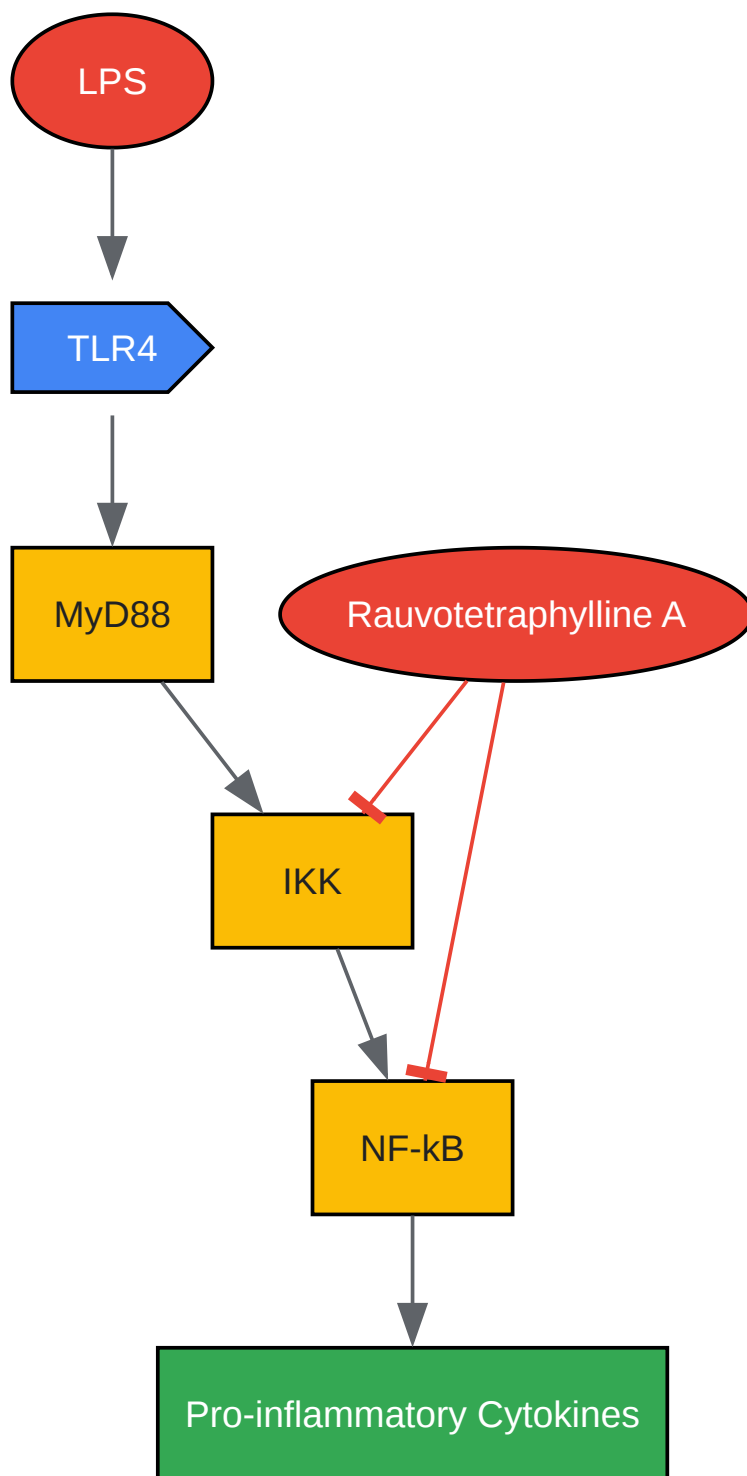 LPS
TLR4
MyD88
Rauvotetraphylline A
IKK
NF-kB
Pro-inflammatory Cytokines